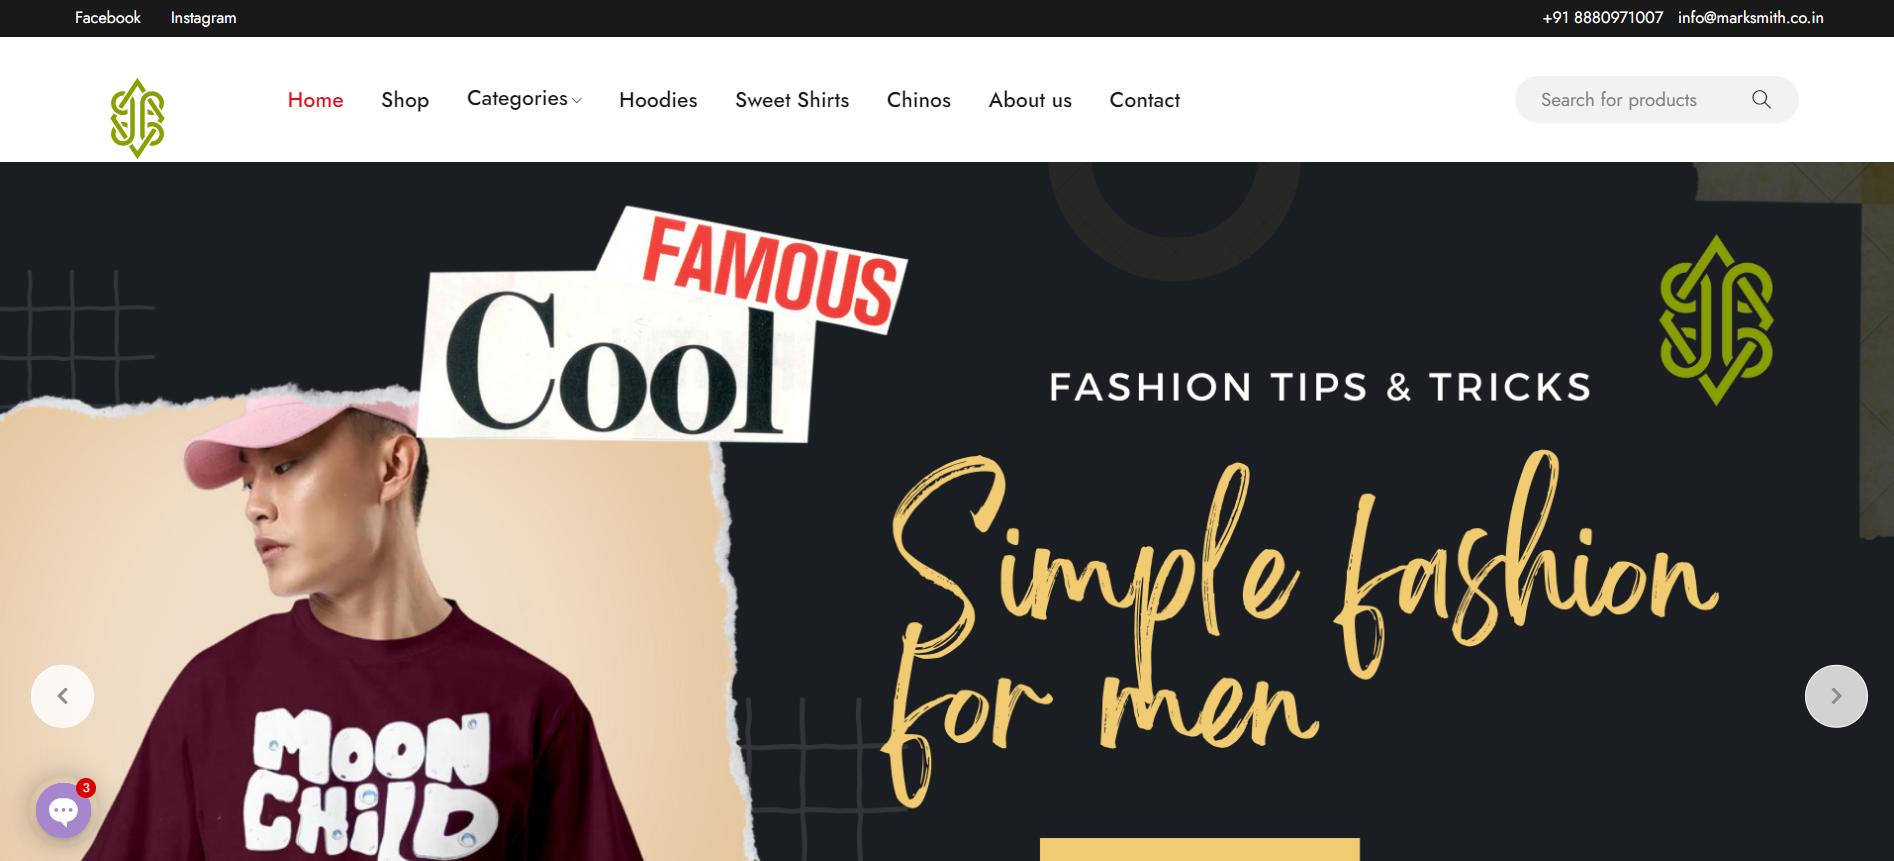 Facebook Instagram +91 8880971007 info@marksmith.co.in
Home Shop Categories Hoodies Sweet Shirts Chinos About us Contact Search for products
FAMOUS
Cool
FASHION TIPS & TRICKS
Simple fashion
for men
MOON
CHiLD
3